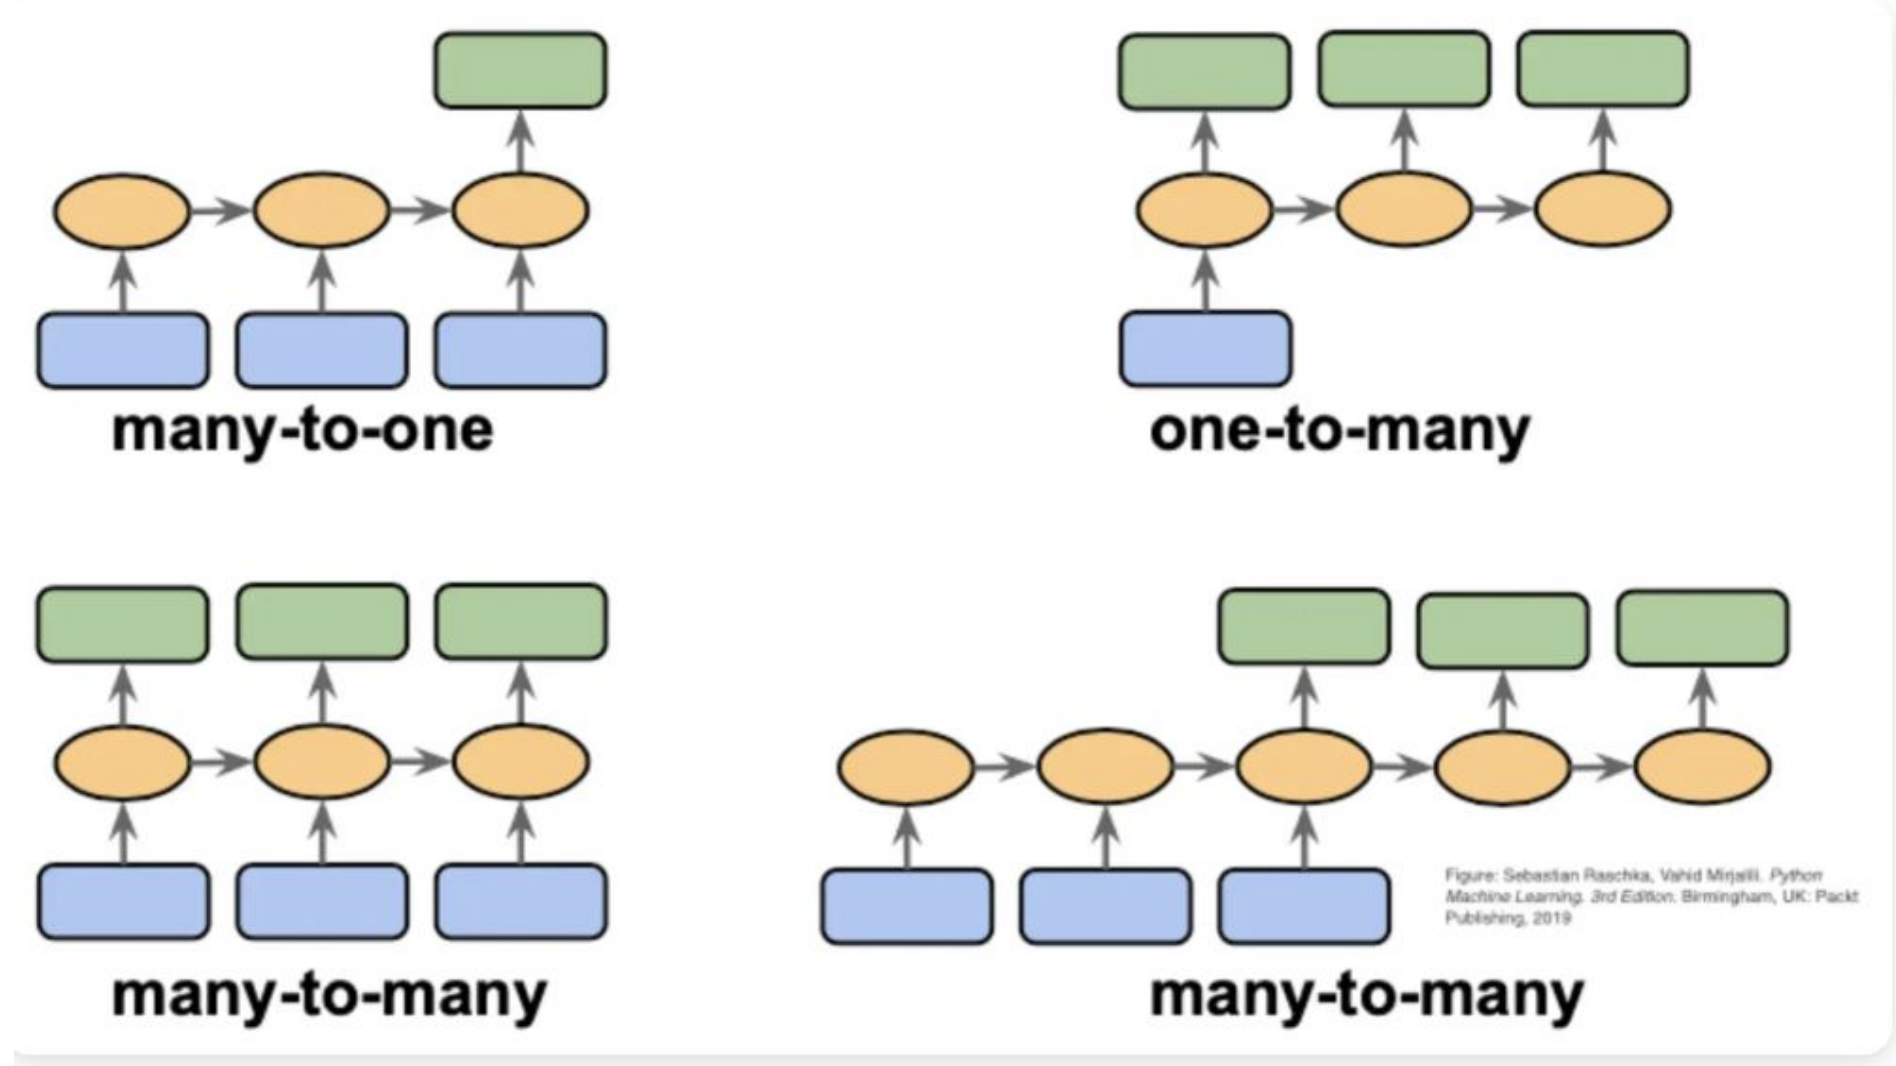 many-to-one
one-to-many
many-to-many
Figure: Sebastian Raschka, Vahid Mirjalili. Python
Machine Learning. 3rd Edition. Birmingham, UK: Packt
Publishing, 2019
many-to-many